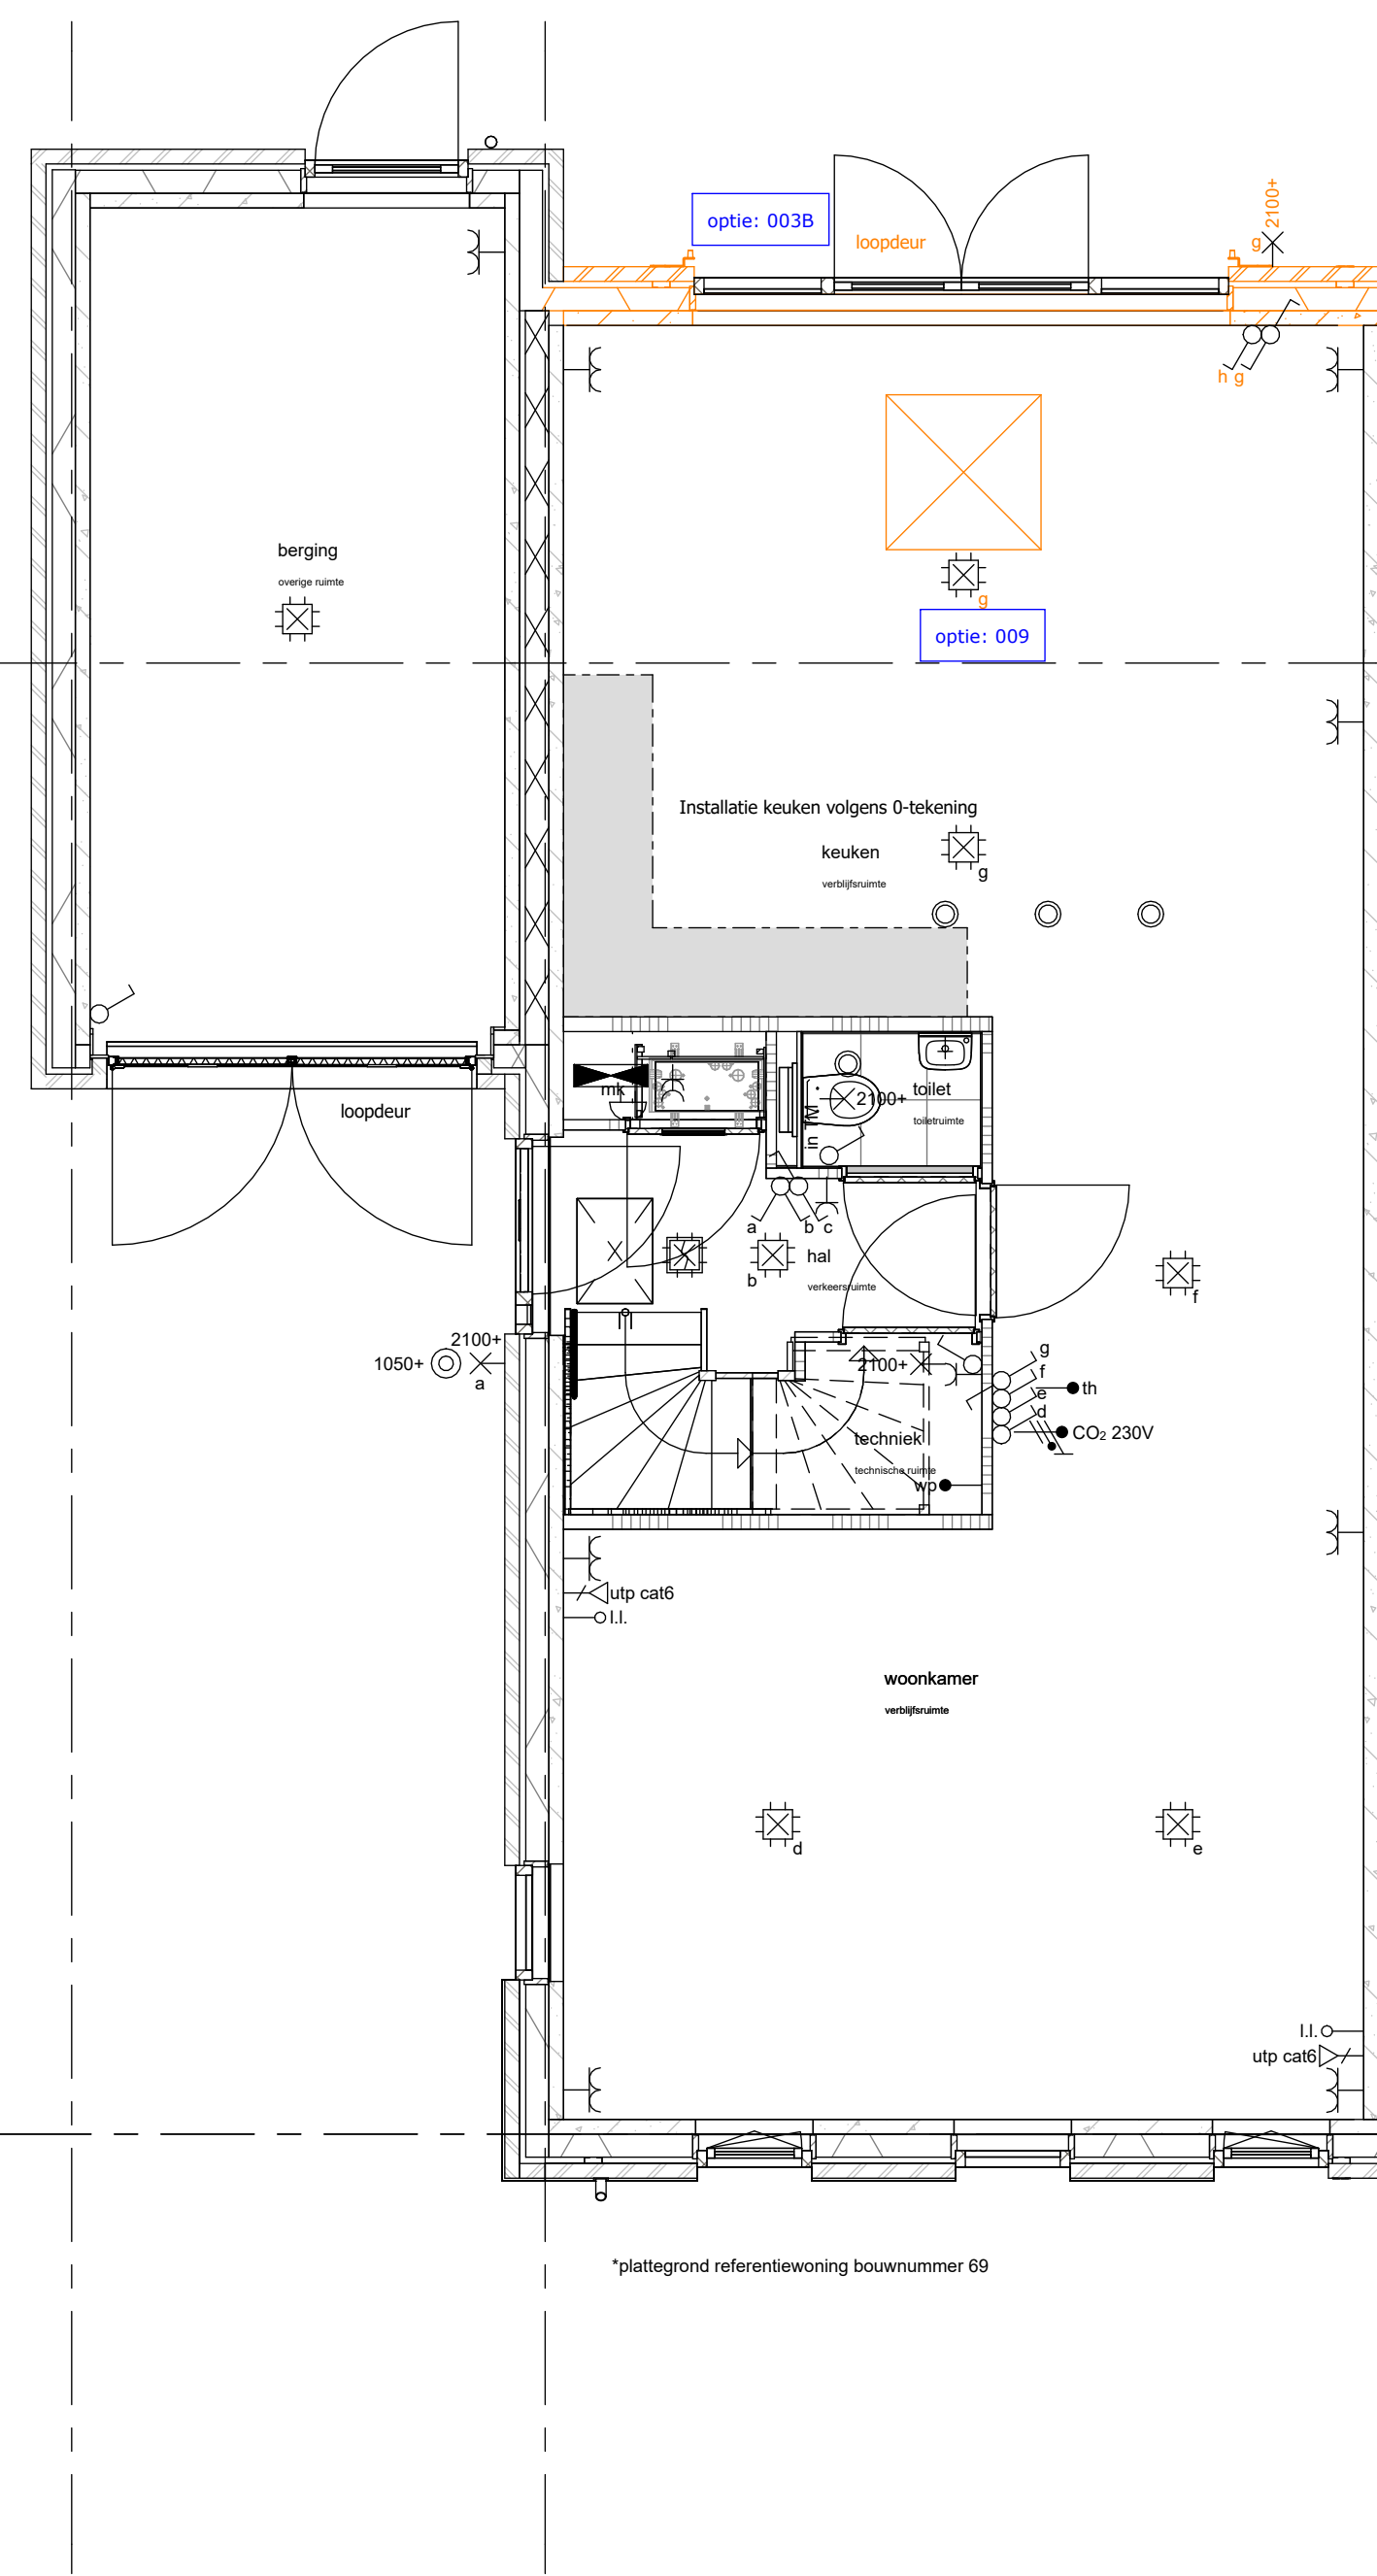 optie: 003B
loopdeur
2100+
g
h g
berging
overige ruimte
g
optie: 009
Installatie keuken volgens 0-tekening
keuken
verblijfsruimte
g
mk
in TM
2100+
toilet
toiletruimte
loopdeur
a
b c
b
hal
verkeersruimte
f
2100+
1050+
a
2100+
g
f
e
d
th
CO₂ 230V
techniek
technische ruimte
wp
utp cat6
l.l.
woonkamer
verblijfsruimte
d
e
l.l.
utp cat6
*plattegrond referentiewoning bouwnummer 69